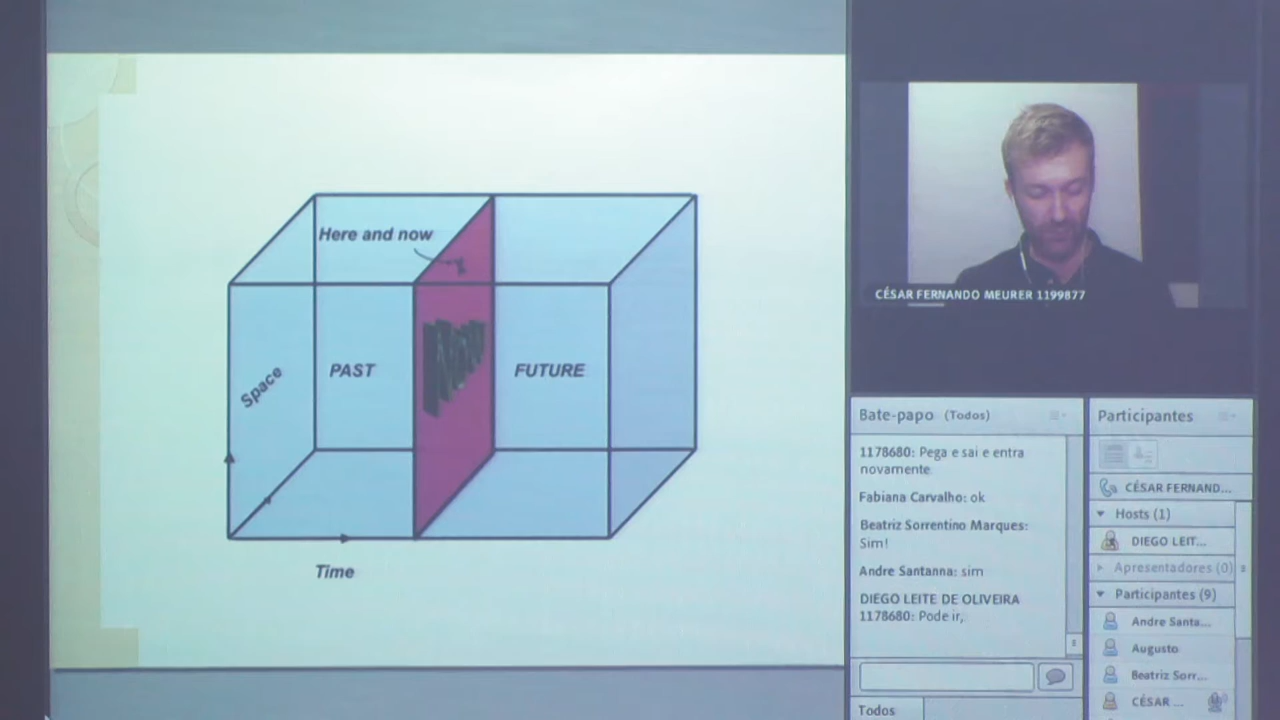 Here and now
Space
PAST
Now
FUTURE
Time
CÉSAR FERNANDO MEURER 1199877
Bate-papo (Todos)
1178680: Pega e sai e entra
novamente
Fabiana Carvalho: ok
Beatriz Sorrentino Marques:
Sim!
Andre Santanna: sim
DIEGO LEITE DE OLIVEIRA
1178680: Pode ir,
Todos
Participantes
CÉSAR FERNAND...
Hosts (1)
DIEGO LEIT...
Apresentadores (0)
Participantes (9)
Andre Santa...
Augusto
Beatriz Sorr...
CÉSAR ...